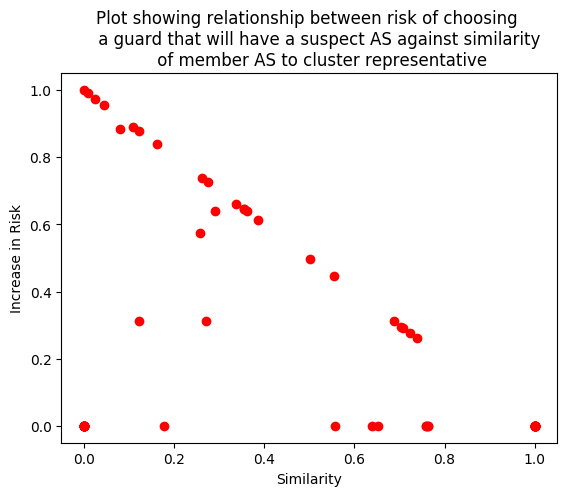 Plot showing relationship between risk of choosing
a guard that will have a suspect AS against similarity
of member AS to cluster representative
1.0
0.8
0.6
0.4
0.2
0.0
Increase in Risk
0.0 0.2 0.4 0.6 0.8 1.0
Similarity